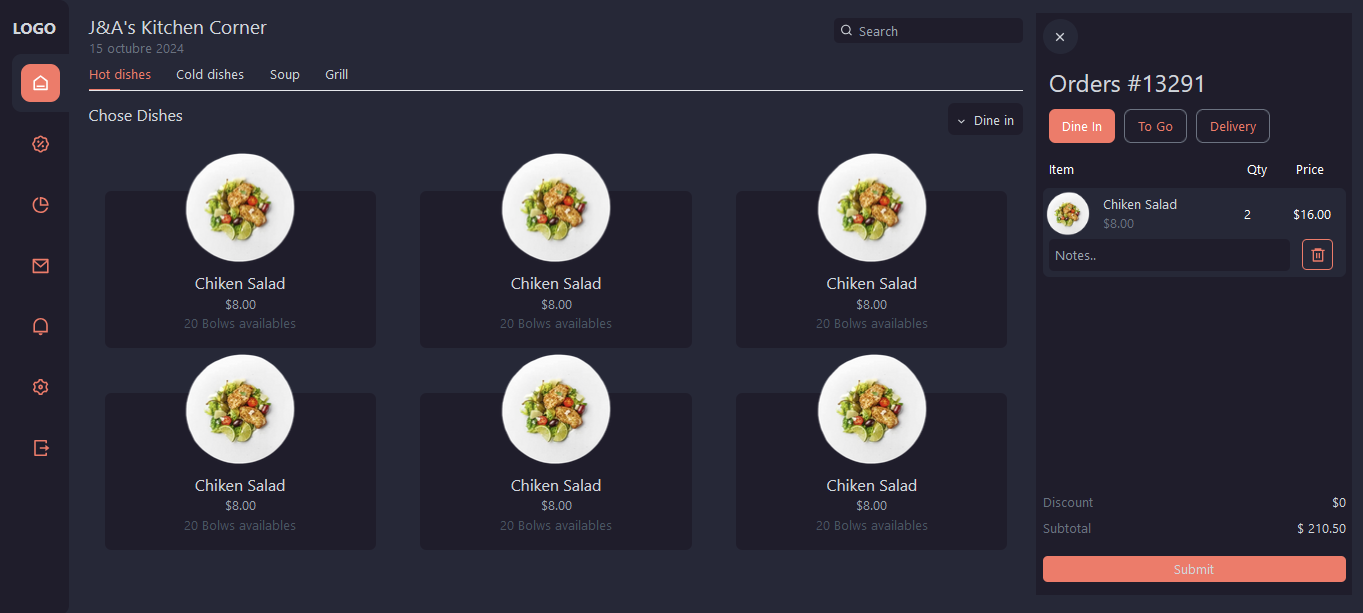 LOGO
J&A's Kitchen Corner
15 octubre 2024
Search
Hot dishes Cold dishes Soup Grill
Chose Dishes
Dine in
Chiken Salad
$8.00
20 Bolws availables
Chiken Salad
$8.00
20 Bolws availables
Chiken Salad
$8.00
20 Bolws availables
Chiken Salad
$8.00
20 Bolws availables
Chiken Salad
$8.00
20 Bolws availables
Chiken Salad
$8.00
20 Bolws availables
Orders #13291
Dine In To Go Delivery
Item Qty Price
Chiken Salad
$8.00
2 $16.00
Notes..
Discount $0
Subtotal $ 210.50
Submit